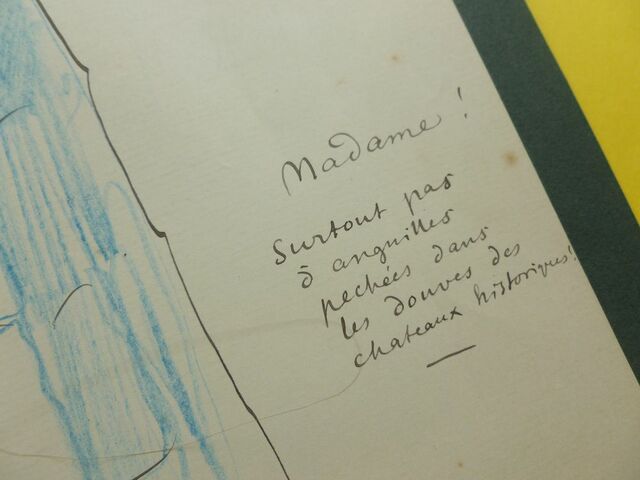 Madame !
Surtout pas
d'anguilles
pechées dans
les douves des
chateaux historiques !